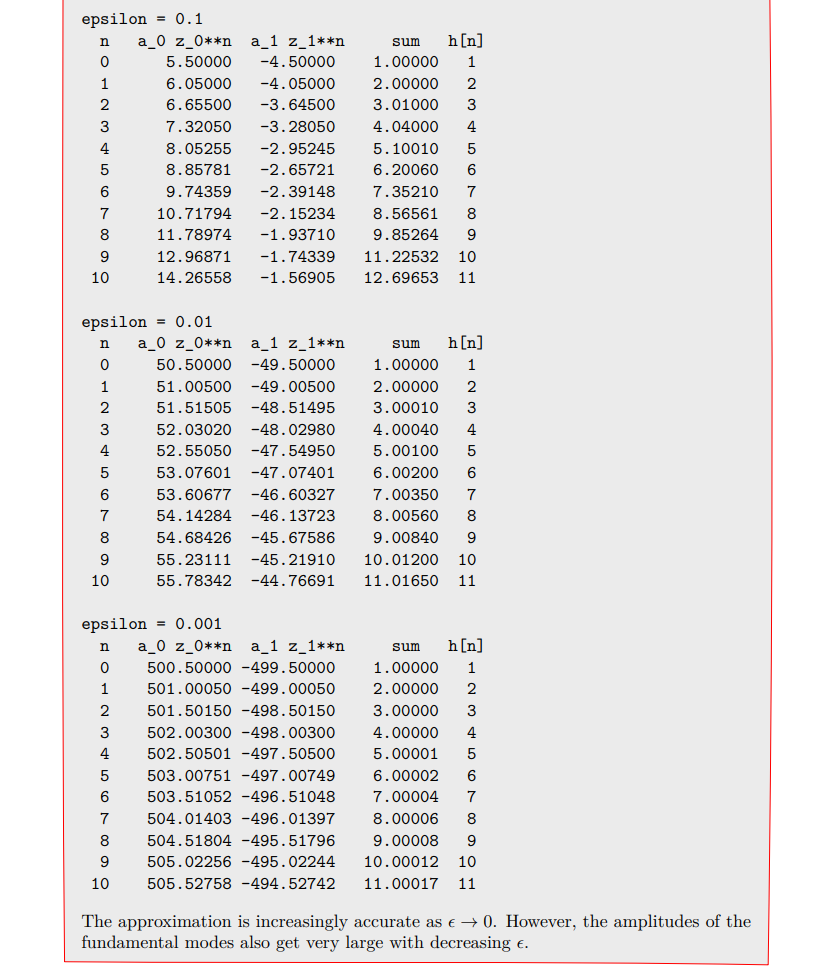 epsilon = 0.1
n a_0 z_0**n a_1 z_1**n sum h[n]
0 5.50000 -4.50000 1.00000 1
1 6.05000 -4.05000 2.00000 2
2 6.65500 -3.64500 3.01000 3
3 7.32050 -3.28050 4.04000 4
4 8.05255 -2.95245 5.10010 5
5 8.85781 -2.65721 6.20060 6
6 9.74359 -2.39148 7.35210 7
7 10.71794 -2.15234 8.56561 8
8 11.78974 -1.93710 9.85264 9
9 12.96871 -1.74339 11.22532 10
10 14.26558 -1.56905 12.69653 11
epsilon = 0.01
n a_0 z_0**n a_1 z_1**n sum h[n]
0 50.50000 -49.50000 1.00000 1
1 51.00500 -49.00500 2.00000 2
2 51.51505 -48.51495 3.00010 3
3 52.03020 -48.02980 4.00040 4
4 52.55050 -47.54950 5.00100 5
5 53.07601 -47.07401 6.00200 6
6 53.60677 -46.60327 7.00350 7
7 54.14284 -46.13723 8.00560 8
8 54.68426 -45.67586 9.00840 9
9 55.23111 -45.21910 10.01200 10
10 55.78342 -44.76691 11.01650 11
epsilon = 0.001
n a_0 z_0**n a_1 z_1**n sum h[n]
0 500.50000 -499.50000 1.00000 1
1 501.00050 -499.00050 2.00000 2
2 501.50150 -498.50150 3.00000 3
3 502.00300 -498.00300 4.00000 4
4 502.50501 -497.50500 5.00001 5
5 503.00751 -497.00749 6.00002 6
6 503.51052 -496.51048 7.00004 7
7 504.01403 -496.01397 8.00006 8
8 504.51804 -495.51796 9.00008 9
9 505.02256 -495.02244 10.00012 10
10 505.52758 -494.52742 11.00017 11
The approximation is increasingly accurate as ϵ → 0. However, the amplitudes of the
fundamental modes also get very large with decreasing ϵ.